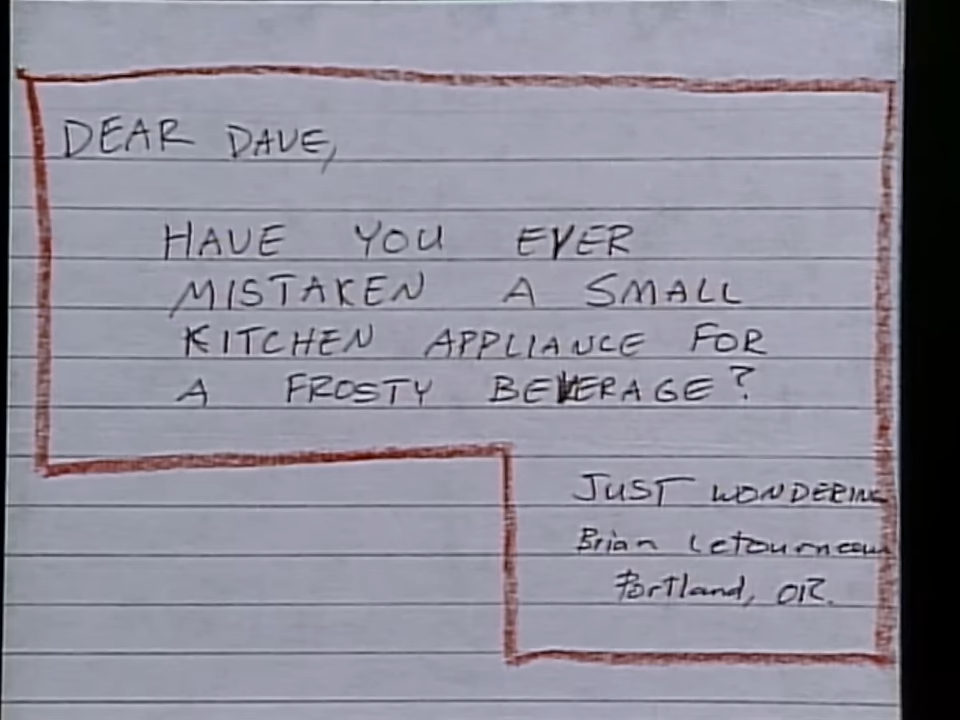 DEAR DAVE,
HAVE YOU EVER
MISTAKEN A SMALL
KITCHEN APPLIANCE FOR
A FROSTY BEVERAGE?
JUST WONDERING
Brian Letourneau
Portland, OR.